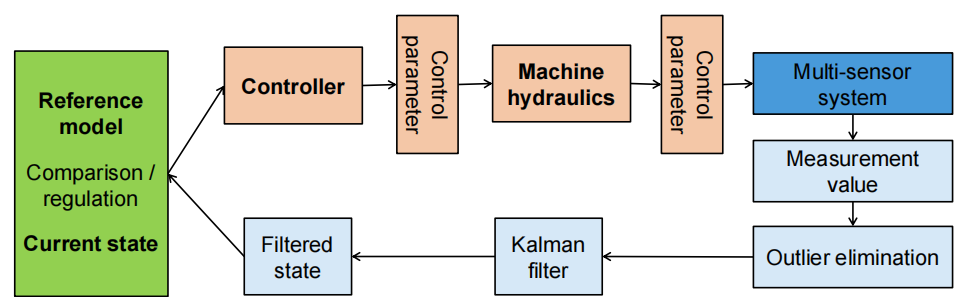 Reference
model
Comparison /
regulation
Current state
Controller
Control
parameter
Machine
hydraulics
Control
parameter
Multi-sensor
system
Measurement
value
Outlier elimination
Kalman
filter
Filtered
state